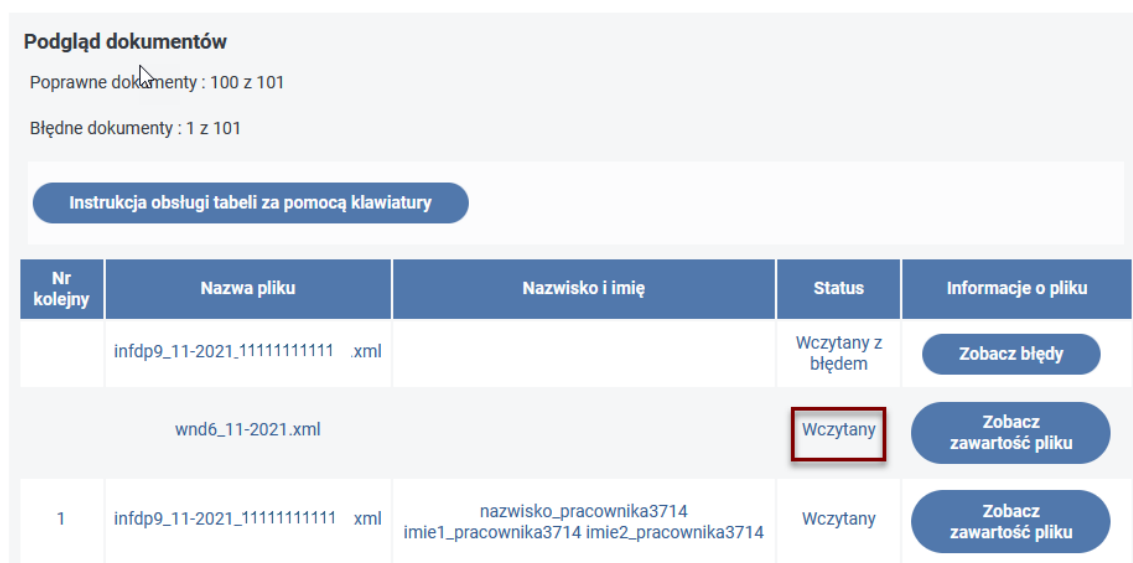 Podgląd dokumentów
Poprawne dokumenty : 100 z 101
Błędne dokumenty : 1 z 101
Instrukcja obsługi tabeli za pomocą klawiatury
Nr kolejny Nazwa pliku Nazwisko i imię Status Informacje o pliku
infdp9_11-2021_11111111111 .xml Wczytany z błędem Zobacz błędy
wnd6_11-2021.xml Wczytany Zobacz zawartość pliku
1 infdp9_11-2021_11111111111 xml nazwisko_pracownika3714 imie1_pracownika3714 imie2_pracownika3714 Wczytany Zobacz zawartość pliku